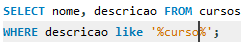 SELECT nome, descricao FROM cursos
WHERE descricao like '%curso%';